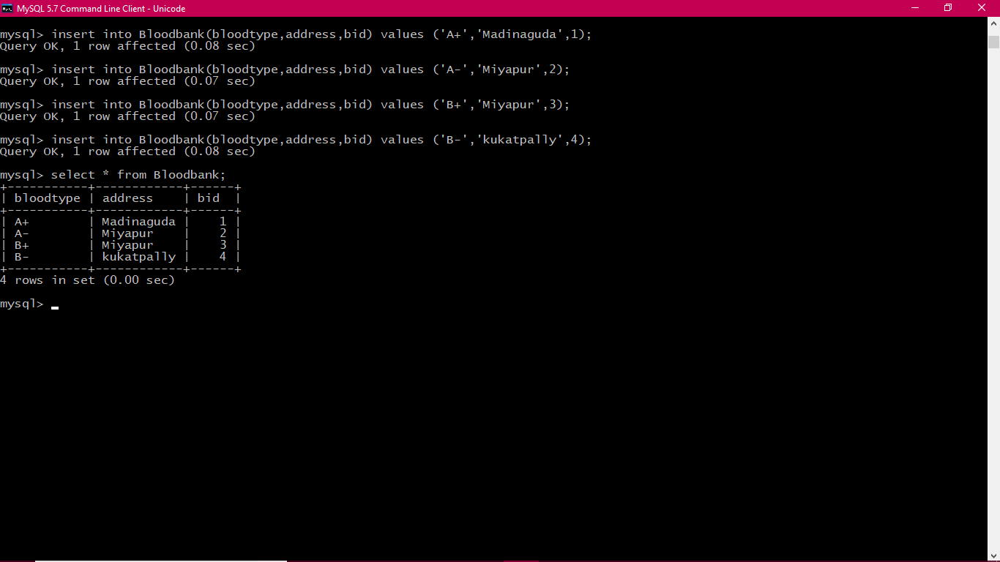 MySQL 5.7 Command Line Client - Unicode
mysql> insert into Bloodbank(bloodtype,address,bid) values ('A+','Madinaguda',1);
Query OK, 1 row affected (0.08 sec)
mysql> insert into Bloodbank(bloodtype,address,bid) values ('A-','Miyapur',2);
Query OK, 1 row affected (0.07 sec)
mysql> insert into Bloodbank(bloodtype,address,bid) values ('B+','Miyapur',3);
Query OK, 1 row affected (0.07 sec)
mysql> insert into Bloodbank(bloodtype,address,bid) values ('B-','kukatpally',4);
Query OK, 1 row affected (0.08 sec)
mysql> select * from Bloodbank;
+-----------+------------+------+
| bloodtype | address    | bid  |
+-----------+------------+------+
| A+        | Madinaguda |    1 |
| A-        | Miyapur    |    2 |
| B+        | Miyapur    |    3 |
| B-        | kukatpally |    4 |
+-----------+------------+------+
4 rows in set (0.00 sec)
mysql>